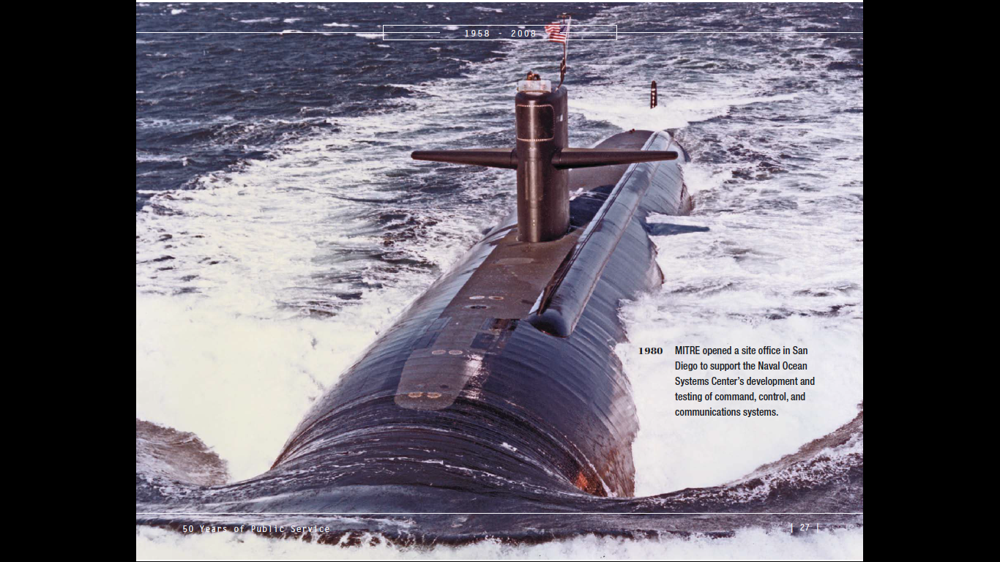 1958 - 2008
1980
MITRE opened a site office in San
Diego to support the Naval Ocean
Systems Center's development and
testing of command, control, and
communications systems.
50 Years of Public Service
| 27 |